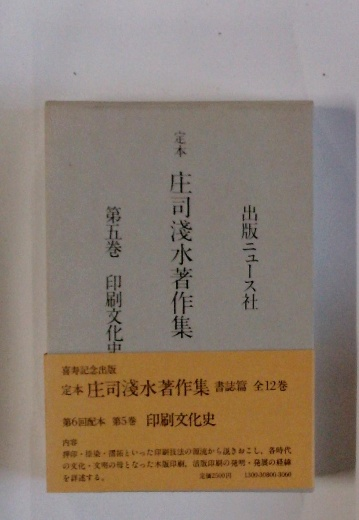 出版ニュース社
定本 庄司淺水著作集
第五巻 印刷文化史
喜寿記念出版
定本 庄司淺水著作集 書誌篇 全12巻
第6回配本 第5巻 印刷文化史
内容
といった印刷技法の源流から説きおこし、各時代
の文化・文明の母となった木版印刷、活版印刷の発明・発展の経緯
を詳述する。
定価2500円